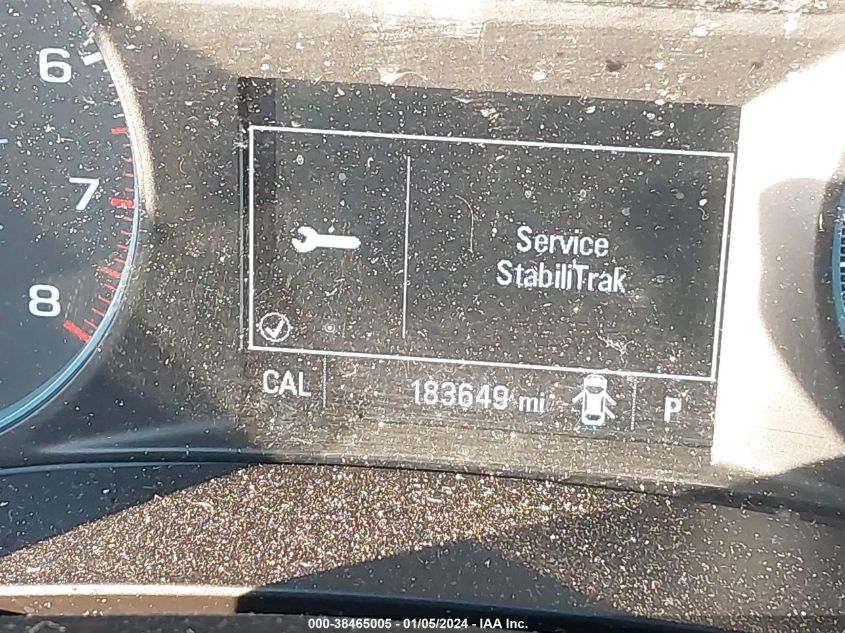 6
7
8
Service
StabiliTrak
CAL 183649 mi P
000-38465005 - 01/05/2024 - IAA Inc.